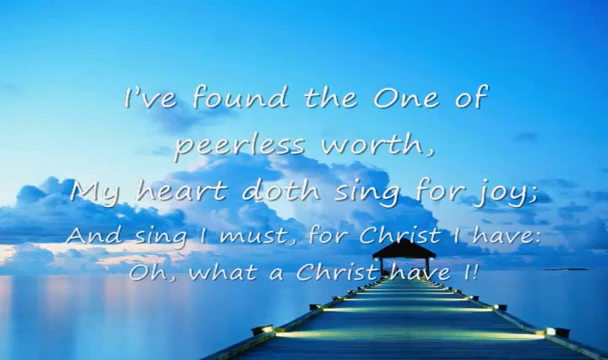 I've found the One of
peerless worth,
My heart doth sing for joy;
And sing I must, for Christ I have:
Oh, what a Christ have I!